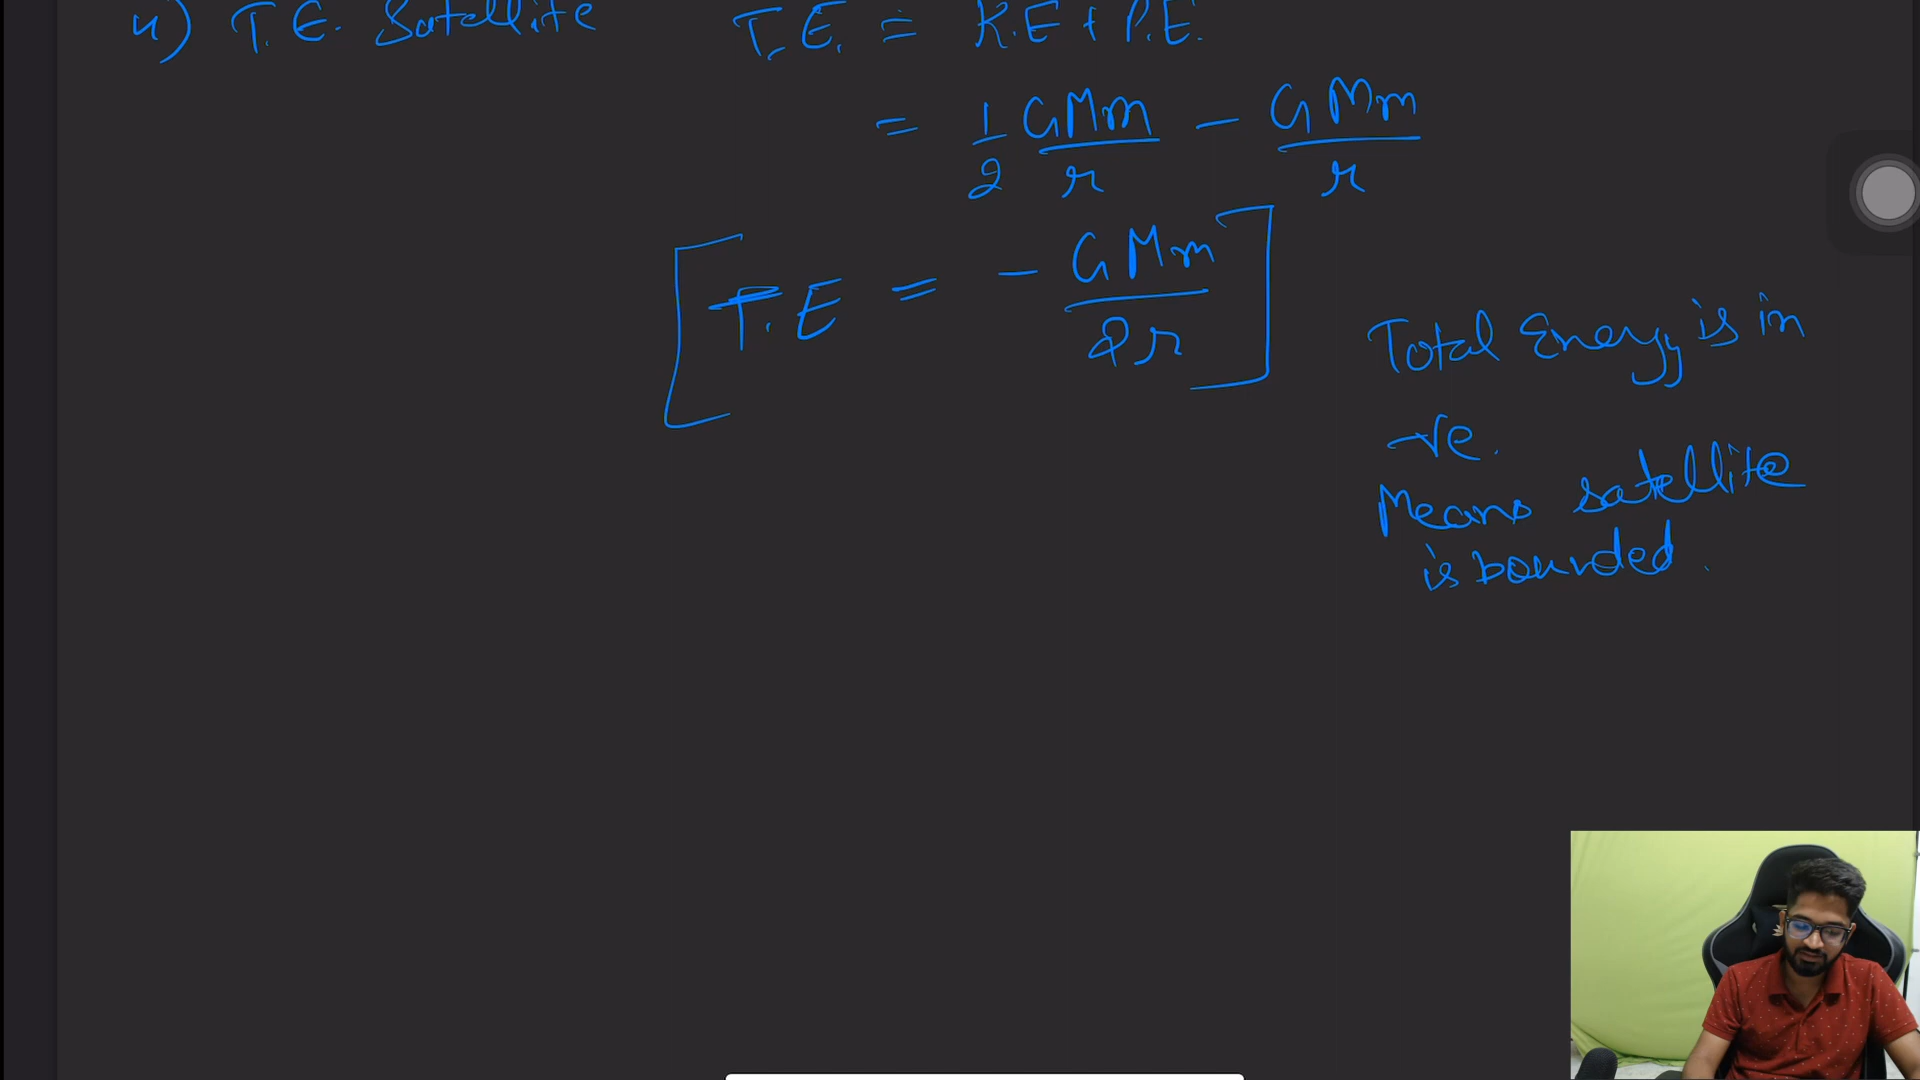 4) T.E. Satellite T.E. = K.E + P.E.
= 1/2 GMm/r - GMm/r
[T.E = - GMm/2r]
Total Energy is in
-ve.
Means satellite
is bounded.